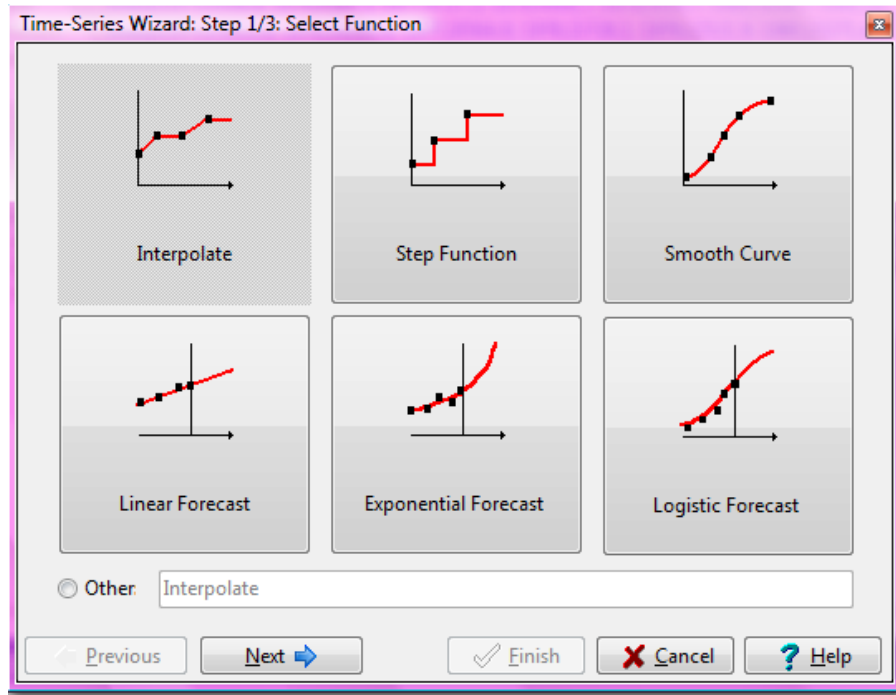 Time-Series Wizard: Step 1/3: Select Function
Interpolate
Step Function
Smooth Curve
Linear Forecast
Exponential Forecast
Logistic Forecast
Other:
Interpolate
Previous
Next
Finish
Cancel
Help